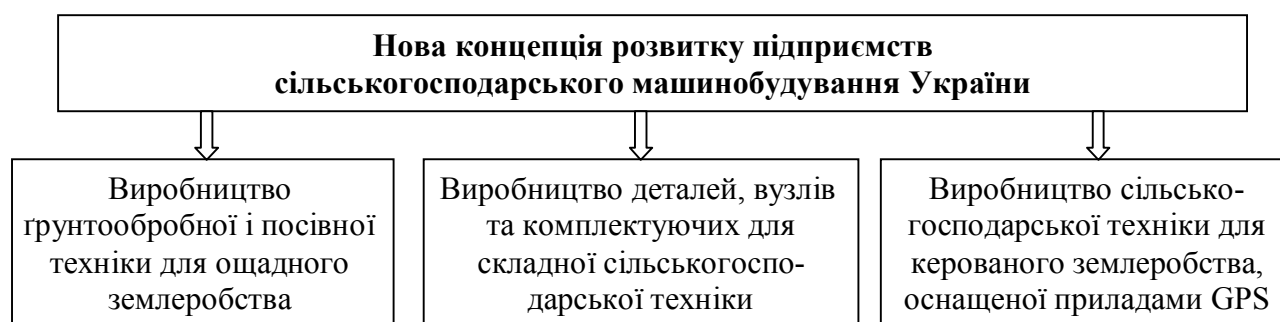 Нова концепція розвитку підприємств
сільськогосподарського машинобудування України
Виробництво
ґрунтообробної і посівної
техніки для ощадного
землеробства
Виробництво деталей, вузлів
та комплектуючих для
складної сільськогоспо-
дарської техніки
Виробництво сільсько-
господарської техніки для
керованого землеробства,
оснащеної приладами GPS